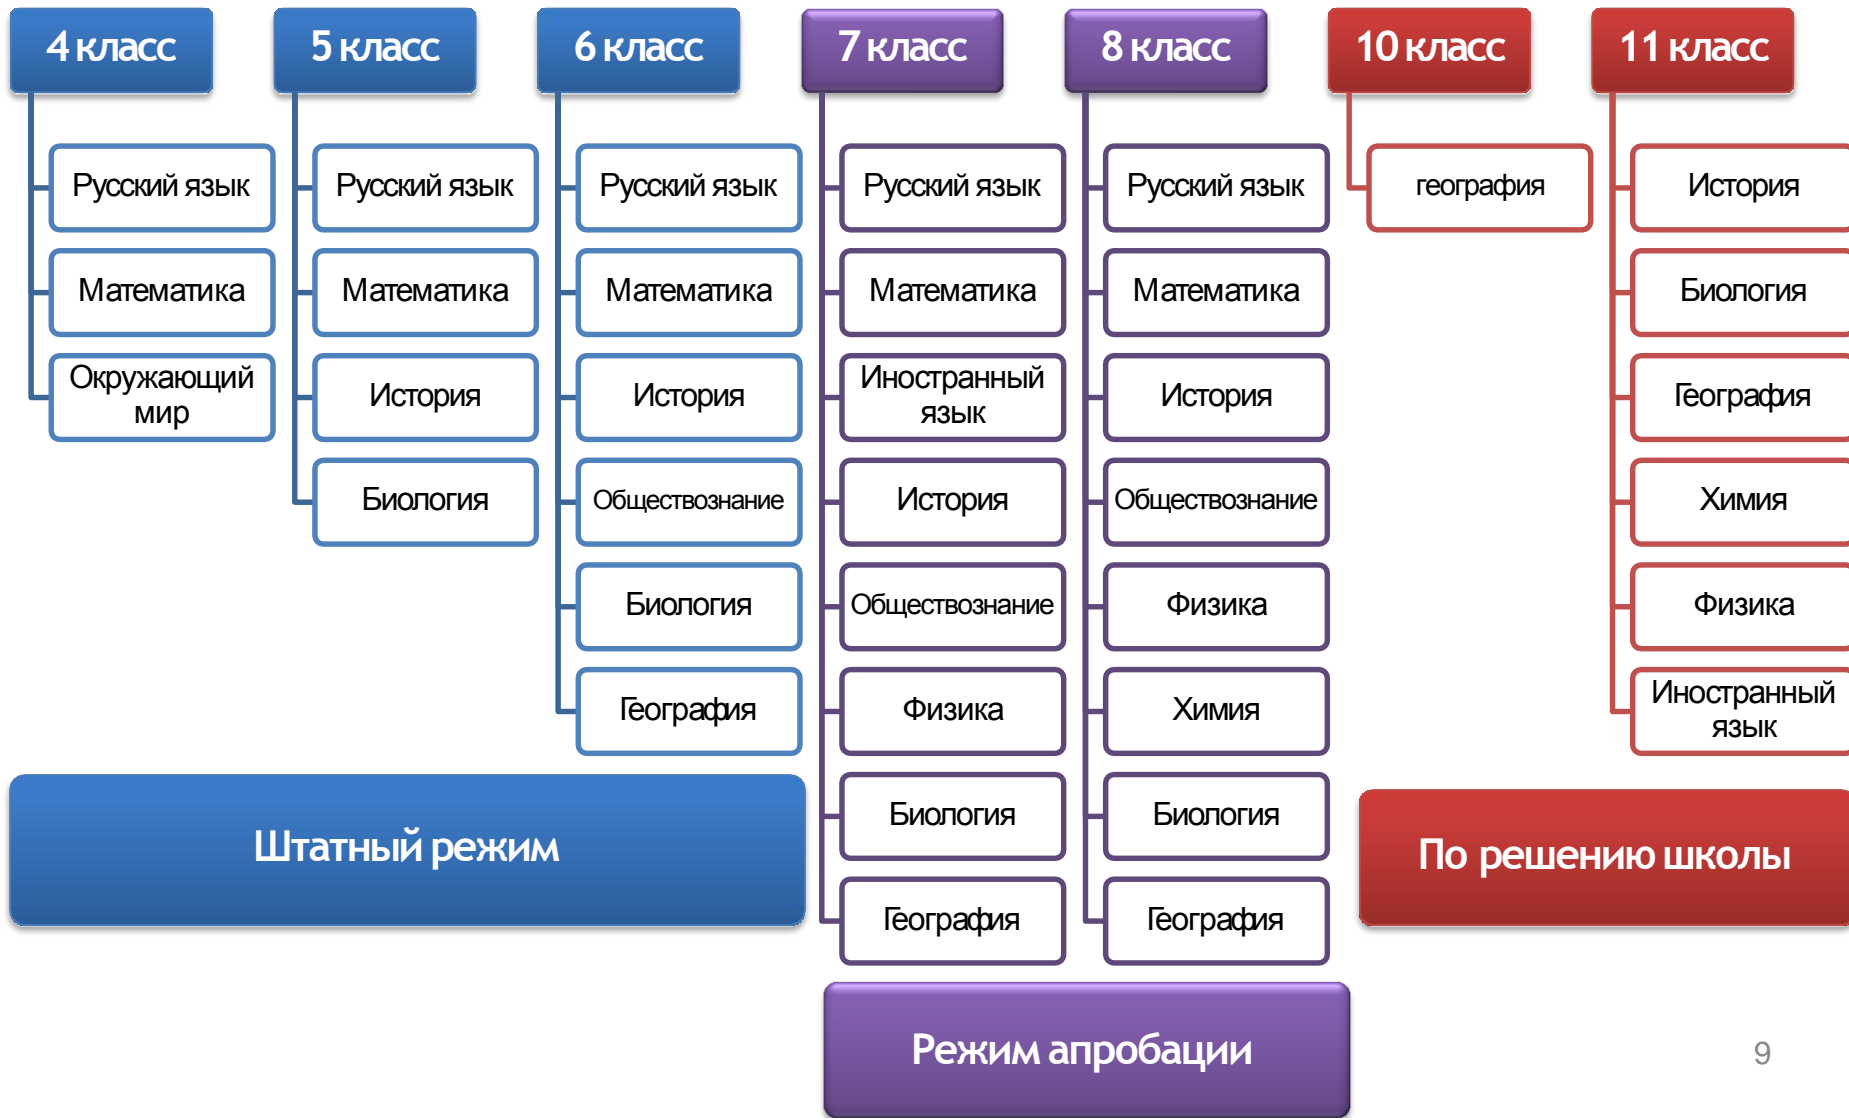 4 класс
Русский язык
Математика
Окружающий
мир
5 класс
Русский язык
Математика
История
Биология
6 класс
Русский язык
Математика
История
Обществознание
Биология
География
Штатный режим
7 класс
Русский язык
Математика
Иностранный
язык
История
Обществознание
Физика
Биология
География
8 класс
Русский язык
Математика
История
Обществознание
Физика
Химия
Биология
География
Режим апробации
10 класс
география
11 класс
История
Биология
География
Химия
Физика
Иностранный
язык
По решению школы
9